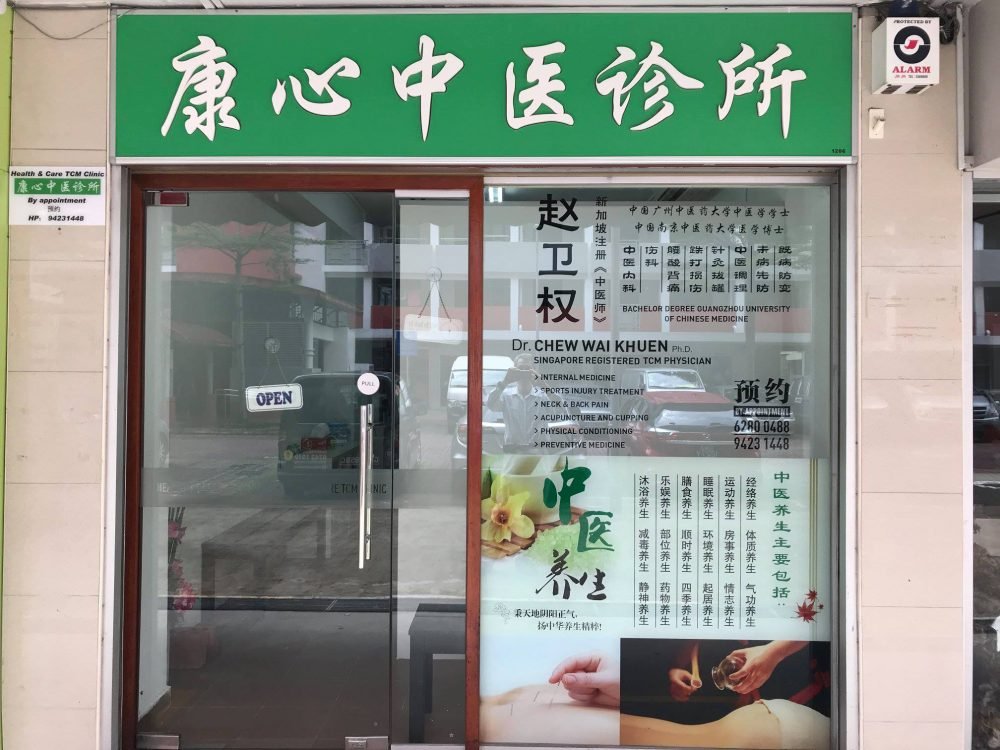 康心中医诊所
1206
PROTECTED BY
ALARM
Health & Care TCM Clinic
康心中医诊所
By appointment
预约
HP: 94231448
OPEN
PULL
赵卫权
新加坡注册《中医师》
中国广州中医药大学中医学学士
中国南京中医药大学医学博士
中医内科
伤科
腰酸背痛
跌打损伤
针灸拔罐
中医调理
未病先防
既病防变
BACHELOR DEGREE GUANGZHOU UNIVERSITY
OF CHINESE MEDICINE
Dr. CHEW WAI KHUEN Ph.D.
SINGAPORE REGISTERED TCM PHYSICIAN
> INTERNAL MEDICINE
> SPORTS INJURY TREATMENT
> NECK & BACK PAIN
> ACUPUNCTURE AND CUPPING
> PHYSICAL CONDITIONING
> PREVENTIVE MEDICINE
预约
BY APPOINTMENT
6280 0488
9423 1448
中医养生
秉天地阴阳正气,
扬中华养生精粹!
中医养生主要包括:
经络养生 体质养生 气功养生
运动养生 房事养生 情志养生
睡眠养生 环境养生 起居养生
膳食养生 顺时养生 四季养生
乐娱养生 部位养生 药物养生
沐浴养生 减毒养生 静神养生
E TCM CLINIC